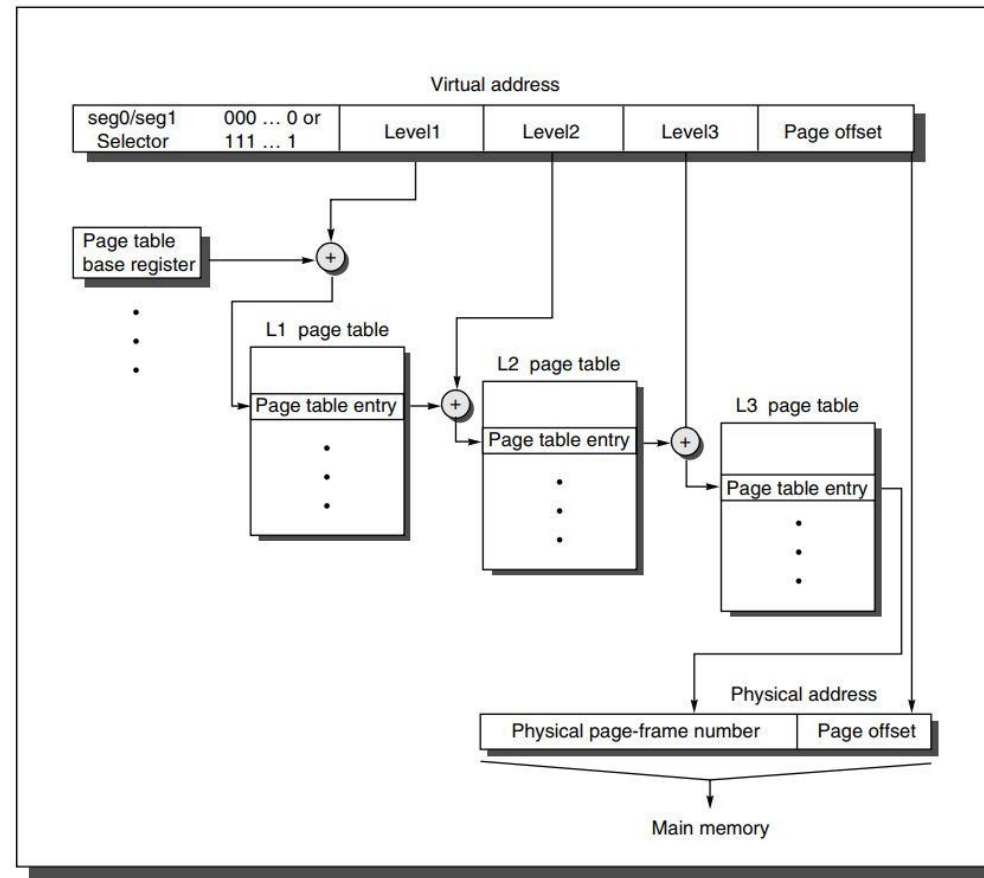 Virtual address
seg0/seg1 000 ... 0 or
Selector 111 ... 1
Level1
Level2
Level3
Page offset
Page table
base register
+
L1 page table
Page table entry
+
L2 page table
Page table entry
+
L3 page table
Page table entry
Physical address
Physical page-frame number
Page offset
Main memory